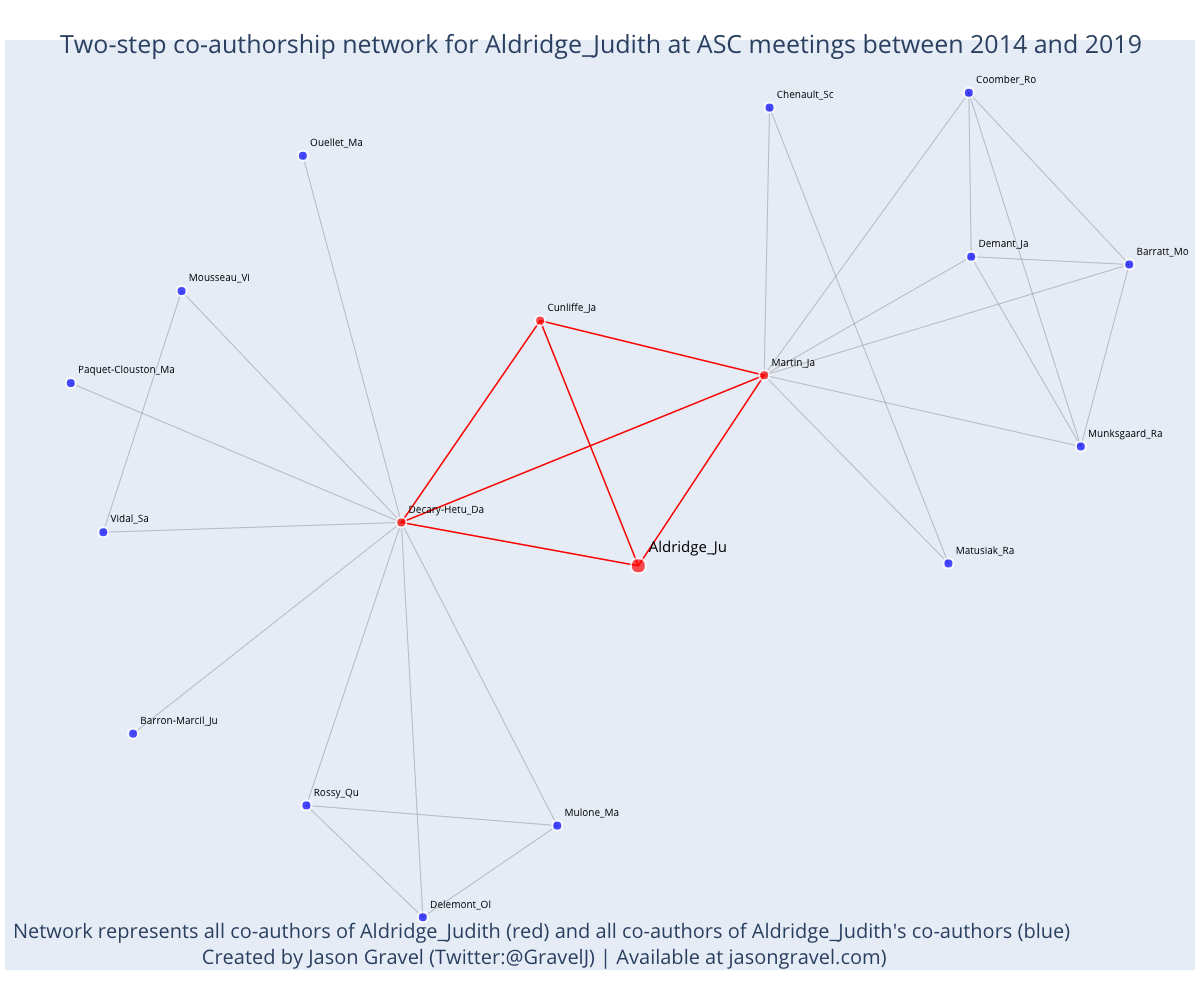 Two-step co-authorship network for Aldridge_Judith at ASC meetings between 2014 and 2019
Coomber_Ro
Chenault_Sc
Ouellet_Ma
Demant_Ja
Barratt_Mo
Mousseau_Vi
Cunliffe_Ja
Martin_Ja
Paquet-Clouston_Ma
Munksgaard_Ra
Decary-Hetu_Da
Vidal_Sa
Aldridge_Ju
Matusiak_Ra
Barron-Marcil_Ju
Rossy_Qu
Mulone_Ma
Delemont_Ol
Network represents all co-authors of Aldridge_Judith (red) and all co-authors of Aldridge_Judith's co-authors (blue)
Created by Jason Gravel (Twitter:@GravelJ) | Available at jasongravel.com)